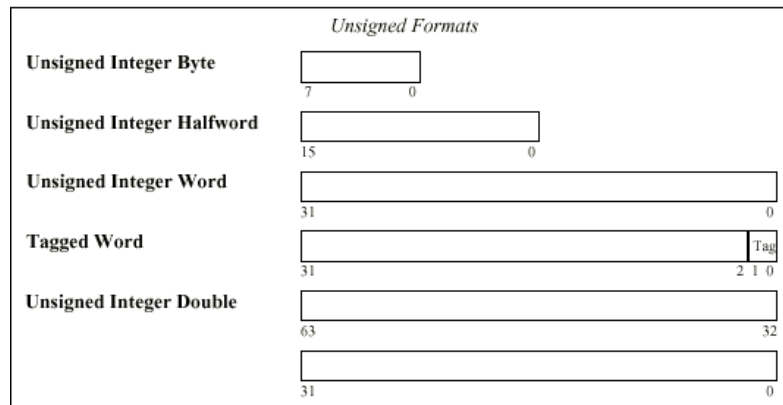 Unsigned Formats
Unsigned Integer Byte
7 0
Unsigned Integer Halfword
15 0
Unsigned Integer Word
31 0
Tagged Word
Tag
31 2 1 0
Unsigned Integer Double
63 32
31 0